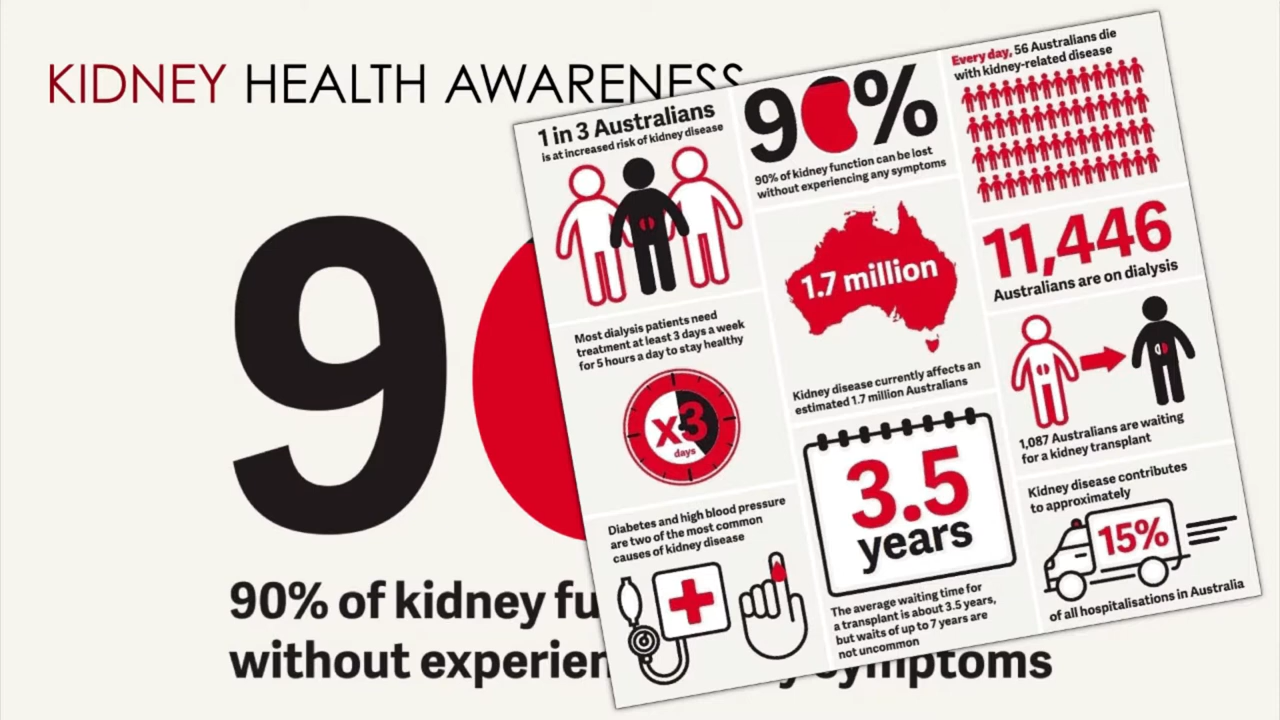 KIDNEY HEALTH AWARENESS
90% of kidney fu
without experien
y symptoms
1 in 3 Australians
is at increased risk of kidney disease
90%
90% of kidney function can be lost
without experiencing any symptoms
Every day, 56 Australians die
with kidney-related disease
Most dialysis patients need
treatment at least 3 days a week
for 5 hours a day to stay healthy
x3
days
1.7 million
Kidney disease currently affects an
estimated 1.7 million Australians
11,446
Australians are on dialysis
1,087 Australians are waiting
for a kidney transplant
Diabetes and high blood pressure
are two of the most common
causes of kidney disease
3.5
years
The average waiting time for
a transplant is about 3.5 years,
but waits of up to 7 years are
not uncommon
Kidney disease contributes
to approximately
15%
of all hospitalisations in Australia